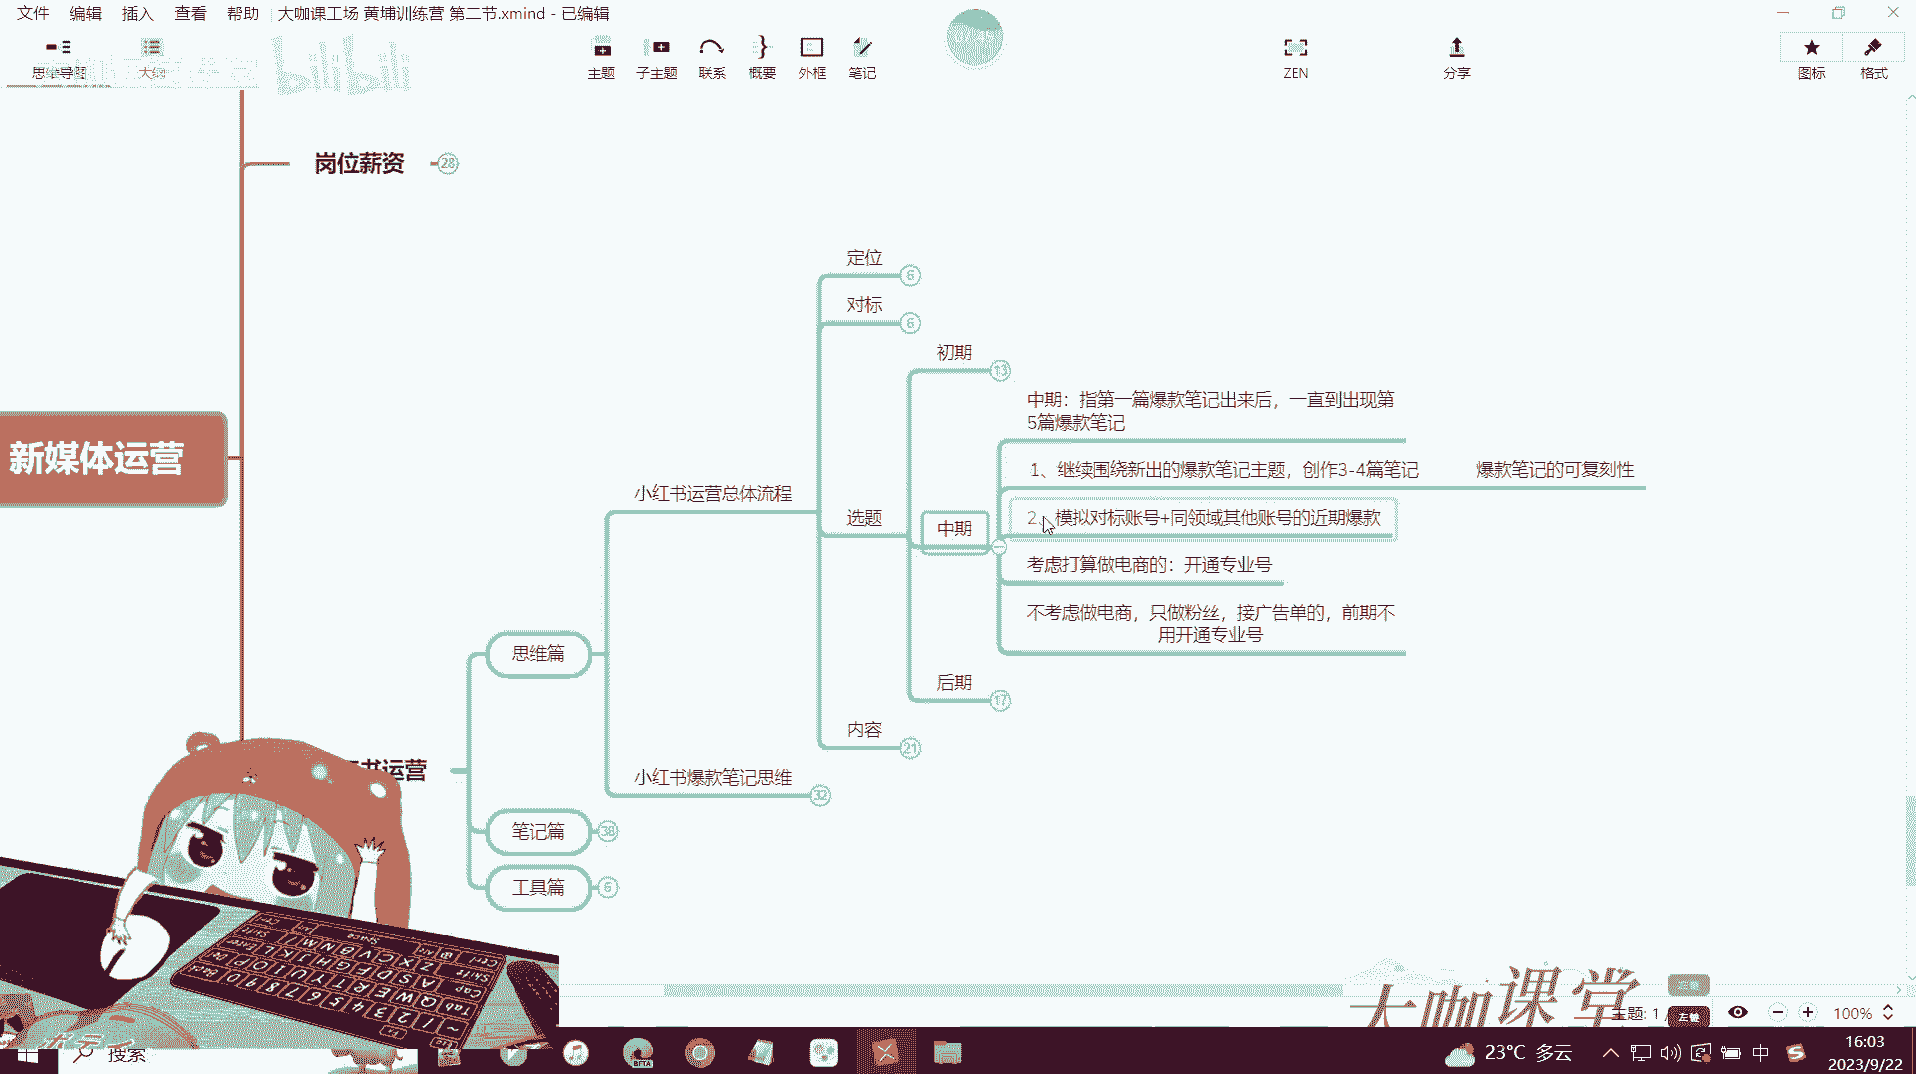 文件 编辑 插入 查看 帮助 大咖课工场 黄埔训练营 第二节.xmind - 已编辑
思维导图 大纲 主题 子主题 联系 概要 外框 笔记 ZEN 分享 图标 格式
bilibili
岗位薪资 28
定位 6
对标 6
初期 13
中期：指第一篇爆款笔记出来后，一直到出现第
5篇爆款笔记
新媒体运营
1、继续围绕新出的爆款笔记主题，创作3-4篇笔记 爆款笔记的可复刻性
小红书运营总体流程
选题
中期
2、模拟对标账号+同领域其他账号的近期爆款
考虑打算做电商的：开通专业号
不考虑做电商，只做粉丝，接广告单的，前期不
用开通专业号
思维篇
后期 17
内容 21
书运营
小红书爆款笔记思维 32
笔记篇 38
工具篇 6
大咖课堂
主题: 1 /
100%
搜索
BETA
23°C 多云
中
16:03
2023/9/22